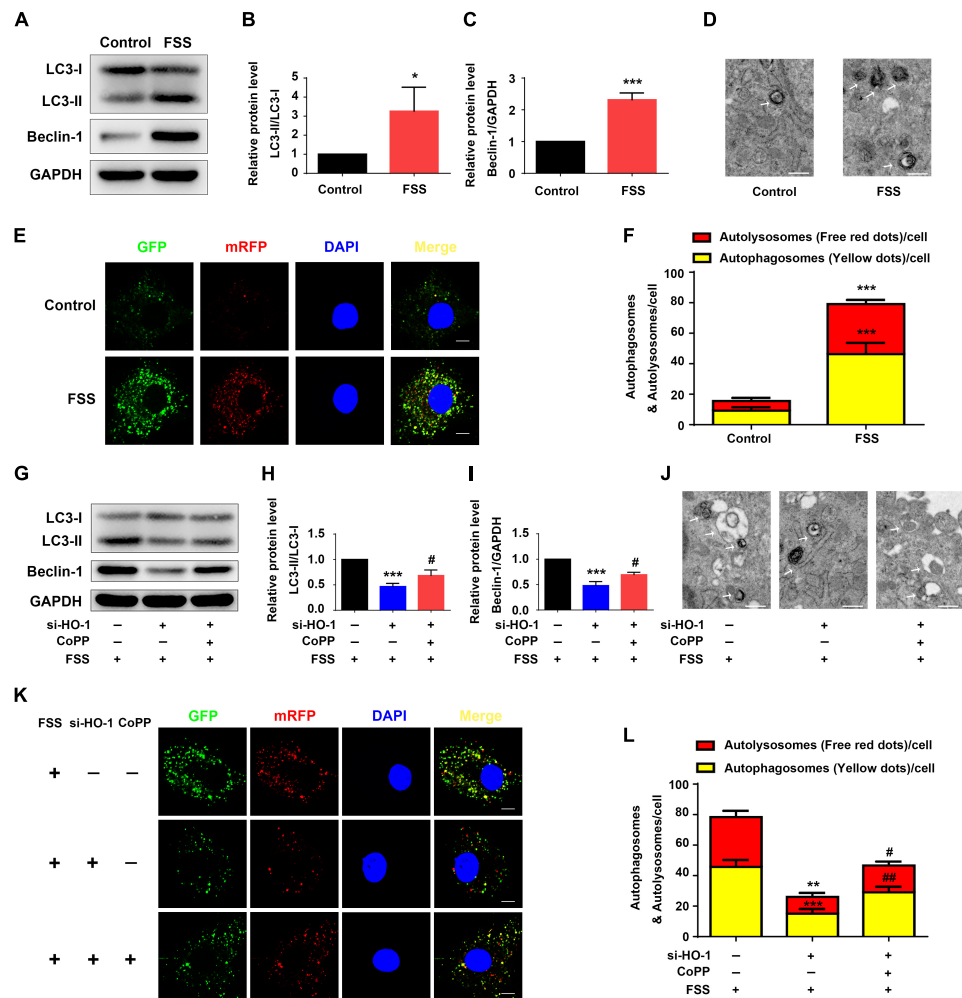 A
Control FSS
LC3-I
LC3-II
Beclin-1
GAPDH
B
Relative protein level
LC3-II/LC3-I
5
4
3
2
1
0
*
Control FSS
C
Relative protein level
Beclin-1/GAPDH
3
2
1
0
***
Control FSS
D
Control FSS
E
GFP mRFP DAPI Merge
Control
FSS
F
Autolysosomes (Free red dots)/cell
Autophagosomes (Yellow dots)/cell
Autophagosomes
& Autolysosomes/cell
100
80
60
40
20
0
***
***
Control FSS
G
LC3-I
LC3-II
Beclin-1
GAPDH
si-HO-1 – + +
CoPP – – +
FSS + + +
H
Relative protein level
LC3-II/LC3-I
1.5
1.0
0.5
0.0
*** #
si-HO-1 – + +
CoPP – – +
FSS + + +
I
Relative protein level
Beclin-1/GAPDH
1.5
1.0
0.5
0.0
*** #
si-HO-1 – + +
CoPP – – +
FSS + + +
J
si-HO-1 – + +
CoPP – – +
FSS + + +
K
FSS si-HO-1 CoPP
GFP mRFP DAPI Merge
+ – –
+ + –
+ + +
L
Autolysosomes (Free red dots)/cell
Autophagosomes (Yellow dots)/cell
Autophagosomes
& Autolysosomes/cell
100
80
60
40
20
0
** #
*** ##
si-HO-1 – + +
CoPP – – +
FSS + + +